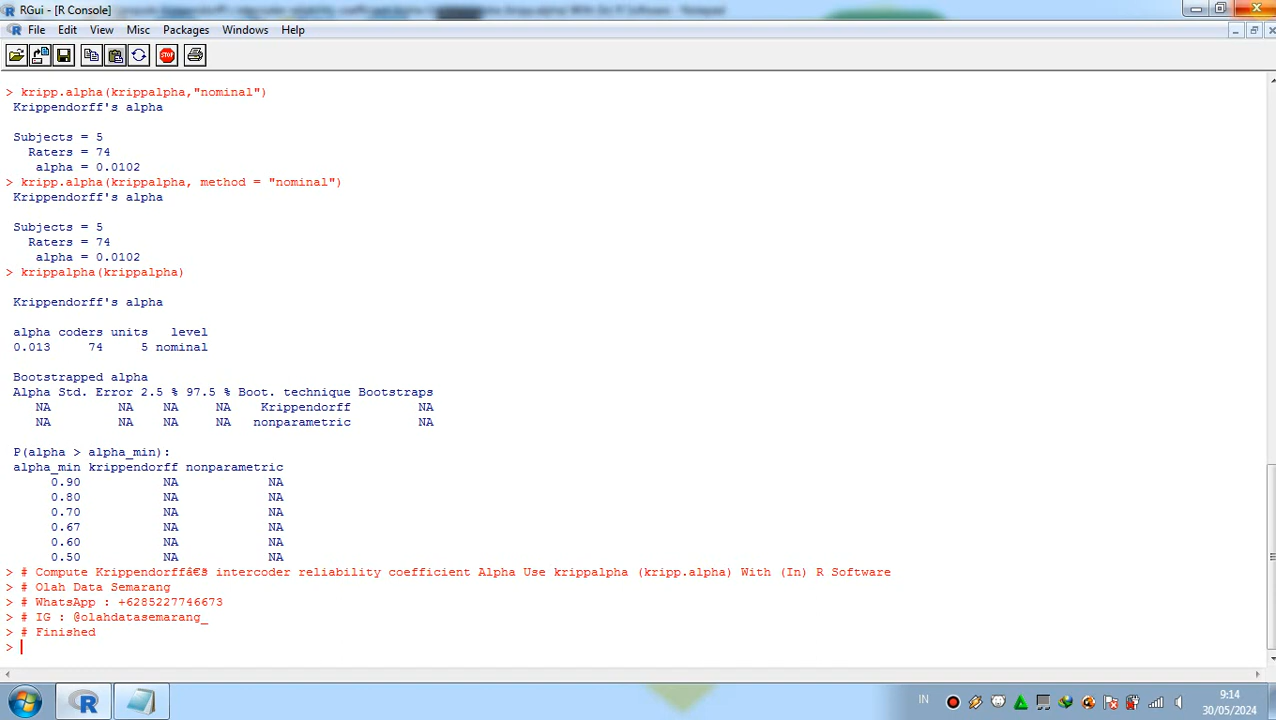 RGui - [R Console]
File Edit View Misc Packages Windows Help
> kripp.alpha(krippalpha,"nominal")
Krippendorff's alpha
Subjects = 5
Raters = 74
alpha = 0.0102
> kripp.alpha(krippalpha, method = "nominal")
Krippendorff's alpha
Subjects = 5
Raters = 74
alpha = 0.0102
> krippalpha(krippalpha)
Krippendorff's alpha
alpha coders units level
0.013 74 5 nominal
Bootstrapped alpha
Alpha Std. Error 2.5 % 97.5 % Boot. technique Bootstraps
NA NA NA NA Krippendorff NA
NA NA NA NA nonparametric NA
P(alpha > alpha_min):
alpha_min krippendorff nonparametric
0.90 NA NA
0.80 NA NA
0.70 NA NA
0.67 NA NA
0.60 NA NA
0.50 NA NA
> # Compute Krippendorffâ€™s intercoder reliability coefficient Alpha Use krippalpha (kripp.alpha) With (In) R Software
> # Olah Data Semarang
> # WhatsApp : +6285227746673
> # IG : @olahdatasemarang_
> # Finished
>
IN
9:14
30/05/2024